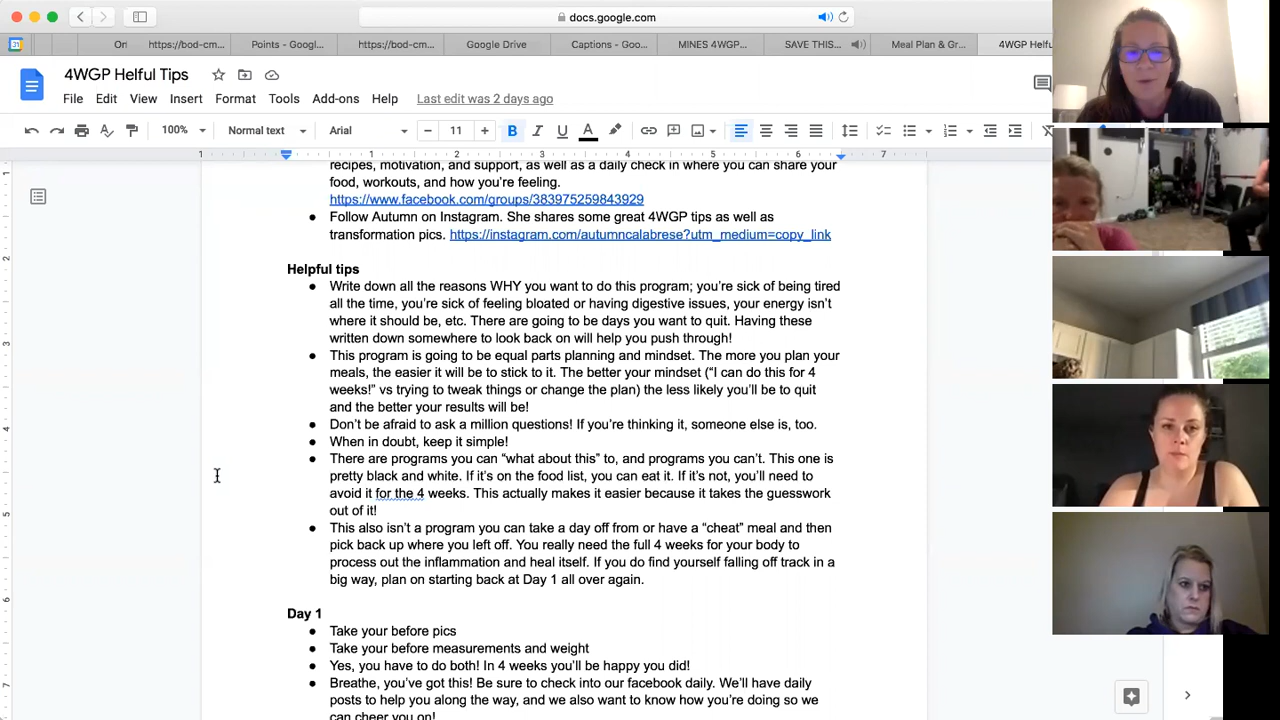 docs.google.com
31
Ori
https://bod-cm...
Points - Googl...
https://bod-cm...
Google Drive
Captions - Goo...
MINES 4WGP...
SAVE THIS...
Meal Plan & Gr...
4WGP Helfu
4WGP Helful Tips
File Edit View Insert Format Tools Add-ons Help Last edit was 2 days ago
100% Normal text Arial 11 B I U A
1 1 2 3 4 5 6 7
recipes, motivation, and support, as well as a daily check in where you can share your
food, workouts, and how you’re feeling.
https://www.facebook.com/groups/383975259843929
● Follow Autumn on Instagram. She shares some great 4WGP tips as well as
transformation pics. https://instagram.com/autumncalabrese?utm_medium=copy_link
Helpful tips
● Write down all the reasons WHY you want to do this program; you’re sick of being tired
all the time, you’re sick of feeling bloated or having digestive issues, your energy isn’t
where it should be, etc. There are going to be days you want to quit. Having these
written down somewhere to look back on will help you push through!
● This program is going to be equal parts planning and mindset. The more you plan your
meals, the easier it will be to stick to it. The better your mindset (“I can do this for 4
weeks!” vs trying to tweak things or change the plan) the less likely you’ll be to quit
and the better your results will be!
● Don’t be afraid to ask a million questions! If you’re thinking it, someone else is, too.
● When in doubt, keep it simple!
● There are programs you can “what about this” to, and programs you can’t. This one is
pretty black and white. If it’s on the food list, you can eat it. If it’s not, you’ll need to
avoid it for the 4 weeks. This actually makes it easier because it takes the guesswork
out of it!
● This also isn’t a program you can take a day off from or have a “cheat” meal and then
pick back up where you left off. You really need the full 4 weeks for your body to
process out the inflammation and heal itself. If you do find yourself falling off track in a
big way, plan on starting back at Day 1 all over again.
Day 1
● Take your before pics
● Take your before measurements and weight
● Yes, you have to do both! In 4 weeks you’ll be happy you did!
● Breathe, you’ve got this! Be sure to check into our facebook daily. We’ll have daily
posts to help you along the way, and we also want to know how you’re doing so we
can cheer you on!